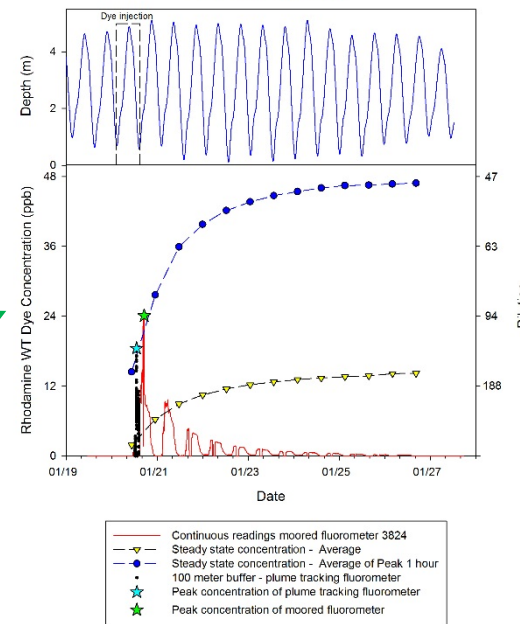 Dye injection
Depth (m)
4
2
0
Rhodamine WT Dye Concentration (ppb)
48
36
24
12
0
47
63
94
188
01/19
01/21
01/23
01/25
01/27
Date
Continuous readings moored fluorometer 3824
Steady state concentration - Average
Steady state concentration - Average of Peak 1 hour
100 meter buffer - plume tracking fluorometer
Peak concentration of plume tracking fluorometer
Peak concentration of moored fluorometer